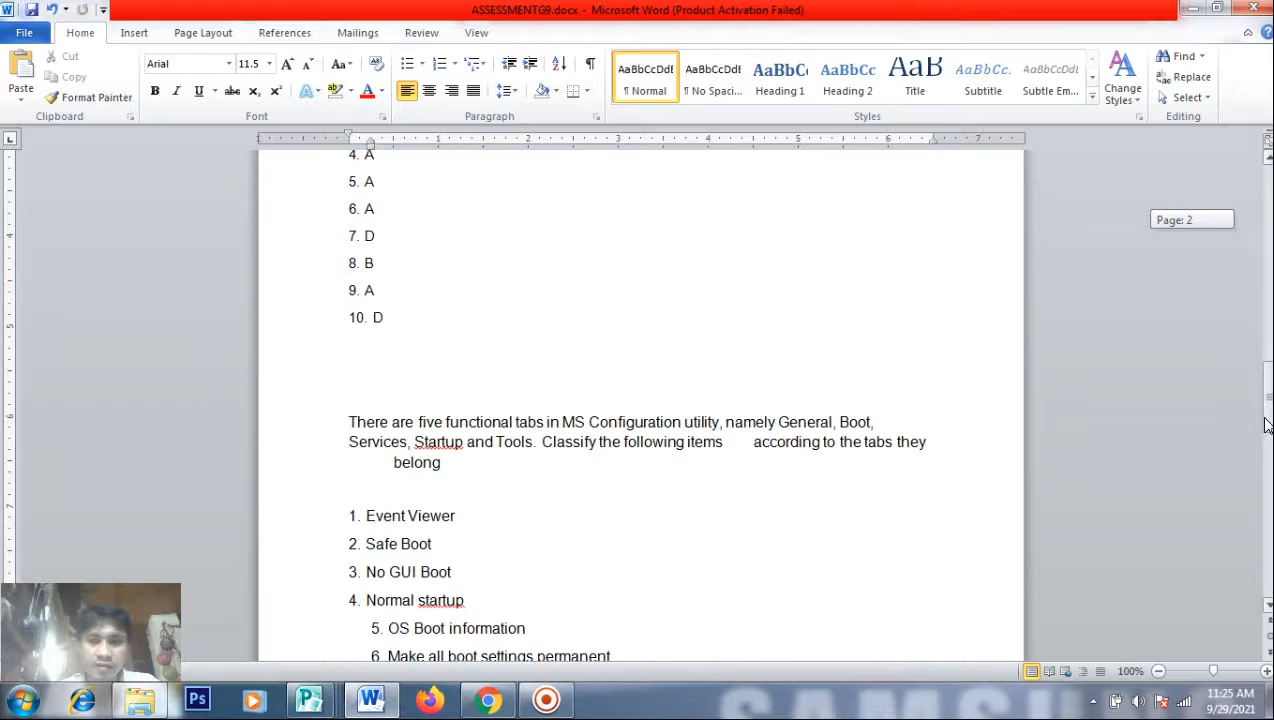 ASSESSMENTG9.docx - Microsoft Word (Product Activation Failed)
File Home Insert Page Layout References Mailings Review View
Cut
Copy
Format Painter
Paste
Clipboard
Arial 11.5
Font
Paragraph
AaBbCcDdE AaBbCcDdE AaBbCc AaBbCc AaB AaBbCc. AaBbCcDdE
¶ Normal ¶ No Spaci... Heading 1 Heading 2 Title Subtitle Subtle Em...
Change
Styles
Styles
Find
Replace
Select
Editing
Page: 2
4. A
5. A
6. A
7. D
8. B
9. A
10. D
There are five functional tabs in MS Configuration utility, namely General, Boot,
Services, Startup and Tools. Classify the following items according to the tabs they
belong
1. Event Viewer
2. Safe Boot
3. No GUI Boot
4. Normal startup
5. OS Boot information
6. Make all boot settings permanent
100%
11:25 AM
9/29/2021
SAMSU